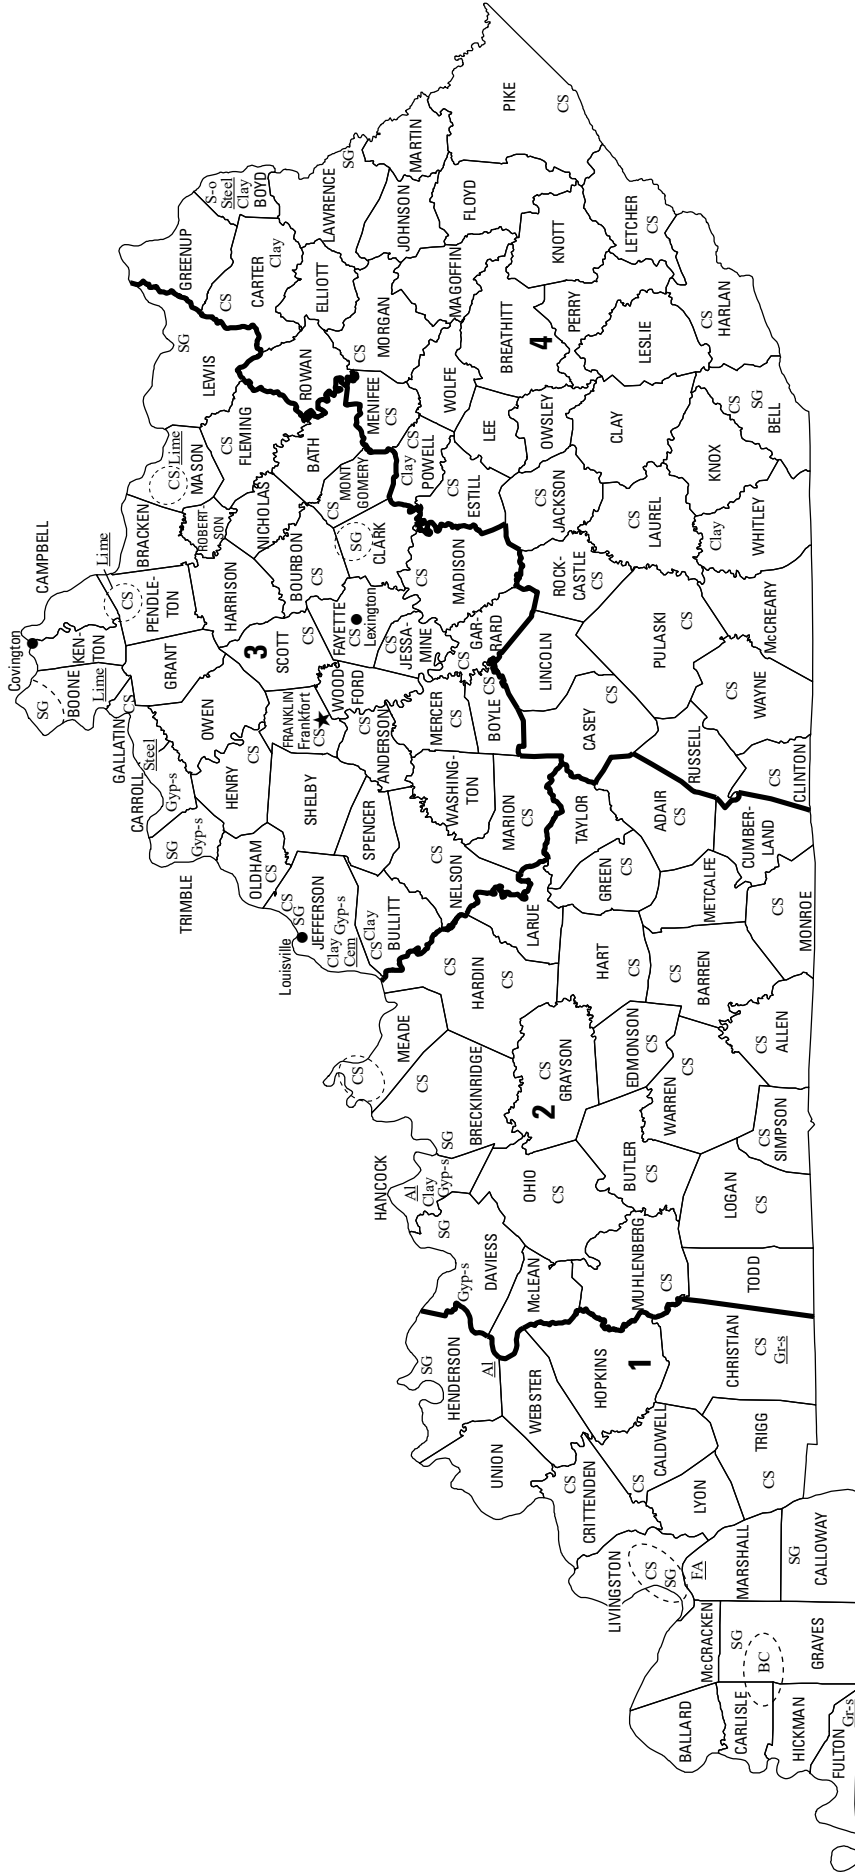 Covington
CAMPBELL
SG
BOONE
KEN-
TON
Lime
CS
PENDLE-
TON
Lime
BRACKEN
GALLATIN
CS
GRANT
CARROLL
Steel
Gyp-s
OWEN
HARRISON
ROBERT-
SON
CS
Lime
MASON
SG
LEWIS
GREENUP
TRIMBLE
SG
Gyp-s
HENRY
CS
3
SCOTT
CS
BOURBON
CS
NICHOLAS
CS
FLEMING
CS
CARTER
Clay
S-o
Steel
Clay
BOYD
OLDHAM
CS
SHELBY
FRANKLIN
Frankfort
CS
WOOD
FORD
FAYETTE
CS
Lexington
SG
CLARK
CS
MONT
GOMERY
BATH
ROWAN
ELLIOTT
LAWRENCE
SG
Louisville
CS
SG
JEFFERSON
Clay
Gyp-s
Cem
SPENCER
CS
ANDERSON
CS
JESSA-
MINE
CS
MADISON
Clay
CS
POWELL
MENIFEE
CS
CS
MORGAN
JOHNSON
MARTIN
CS
Clay
BULLITT
CS
NELSON
WASHING-
TON
MERCER
CS
BOYLE
CS
CS
GAR-
RARD
CS
ESTILL
WOLFE
MAGOFFIN
FLOYD
PIKE
CS
MEADE
CS
CS
HARDIN
CS
LARUE
MARION
CS
LINCOLN
ROCK-
CASTLE
CS
CS
JACKSON
LEE
OWSLEY
BREATHITT
4
KNOTT
PERRY
LETCHER
CS
HANCOCK
Al
Clay
Gyp-s
CS
SG
BRECKINRIDGE
CS
GRAYSON
2
HART
CS
GREEN
CS
TAYLOR
CASEY
CS
PULASKI
CS
LAUREL
CS
CLAY
LESLIE
HARLAN
CS
SG
Gyp-s
DAVIESS
OHIO
CS
EDMONSON
CS
BARREN
CS
METCALFE
ADAIR
CS
RUSSELL
WAYNE
CS
McCREARY
Clay
WHITLEY
KNOX
CS
SG
BELL
SG
HENDERSON
Al
McLEAN
BUTLER
CS
WARREN
CS
ALLEN
CS
MONROE
CS
CUMBER-
LAND
CS
CLINTON
UNION
WEBSTER
HOPKINS
1
MUHLENBERG
CS
LOGAN
CS
CS
SIMPSON
CRITTENDEN
CS
CALDWELL
CS
CHRISTIAN
CS
Gr-s
TODD
LIVINGSTON
CS
SG
LYON
TRIGG
CS
FA
MARSHALL
SG
CALLOWAY
McCRACKEN
SG
BC
GRAVES
BALLARD
CARLISLE
HICKMAN
FULTON
Gr-s